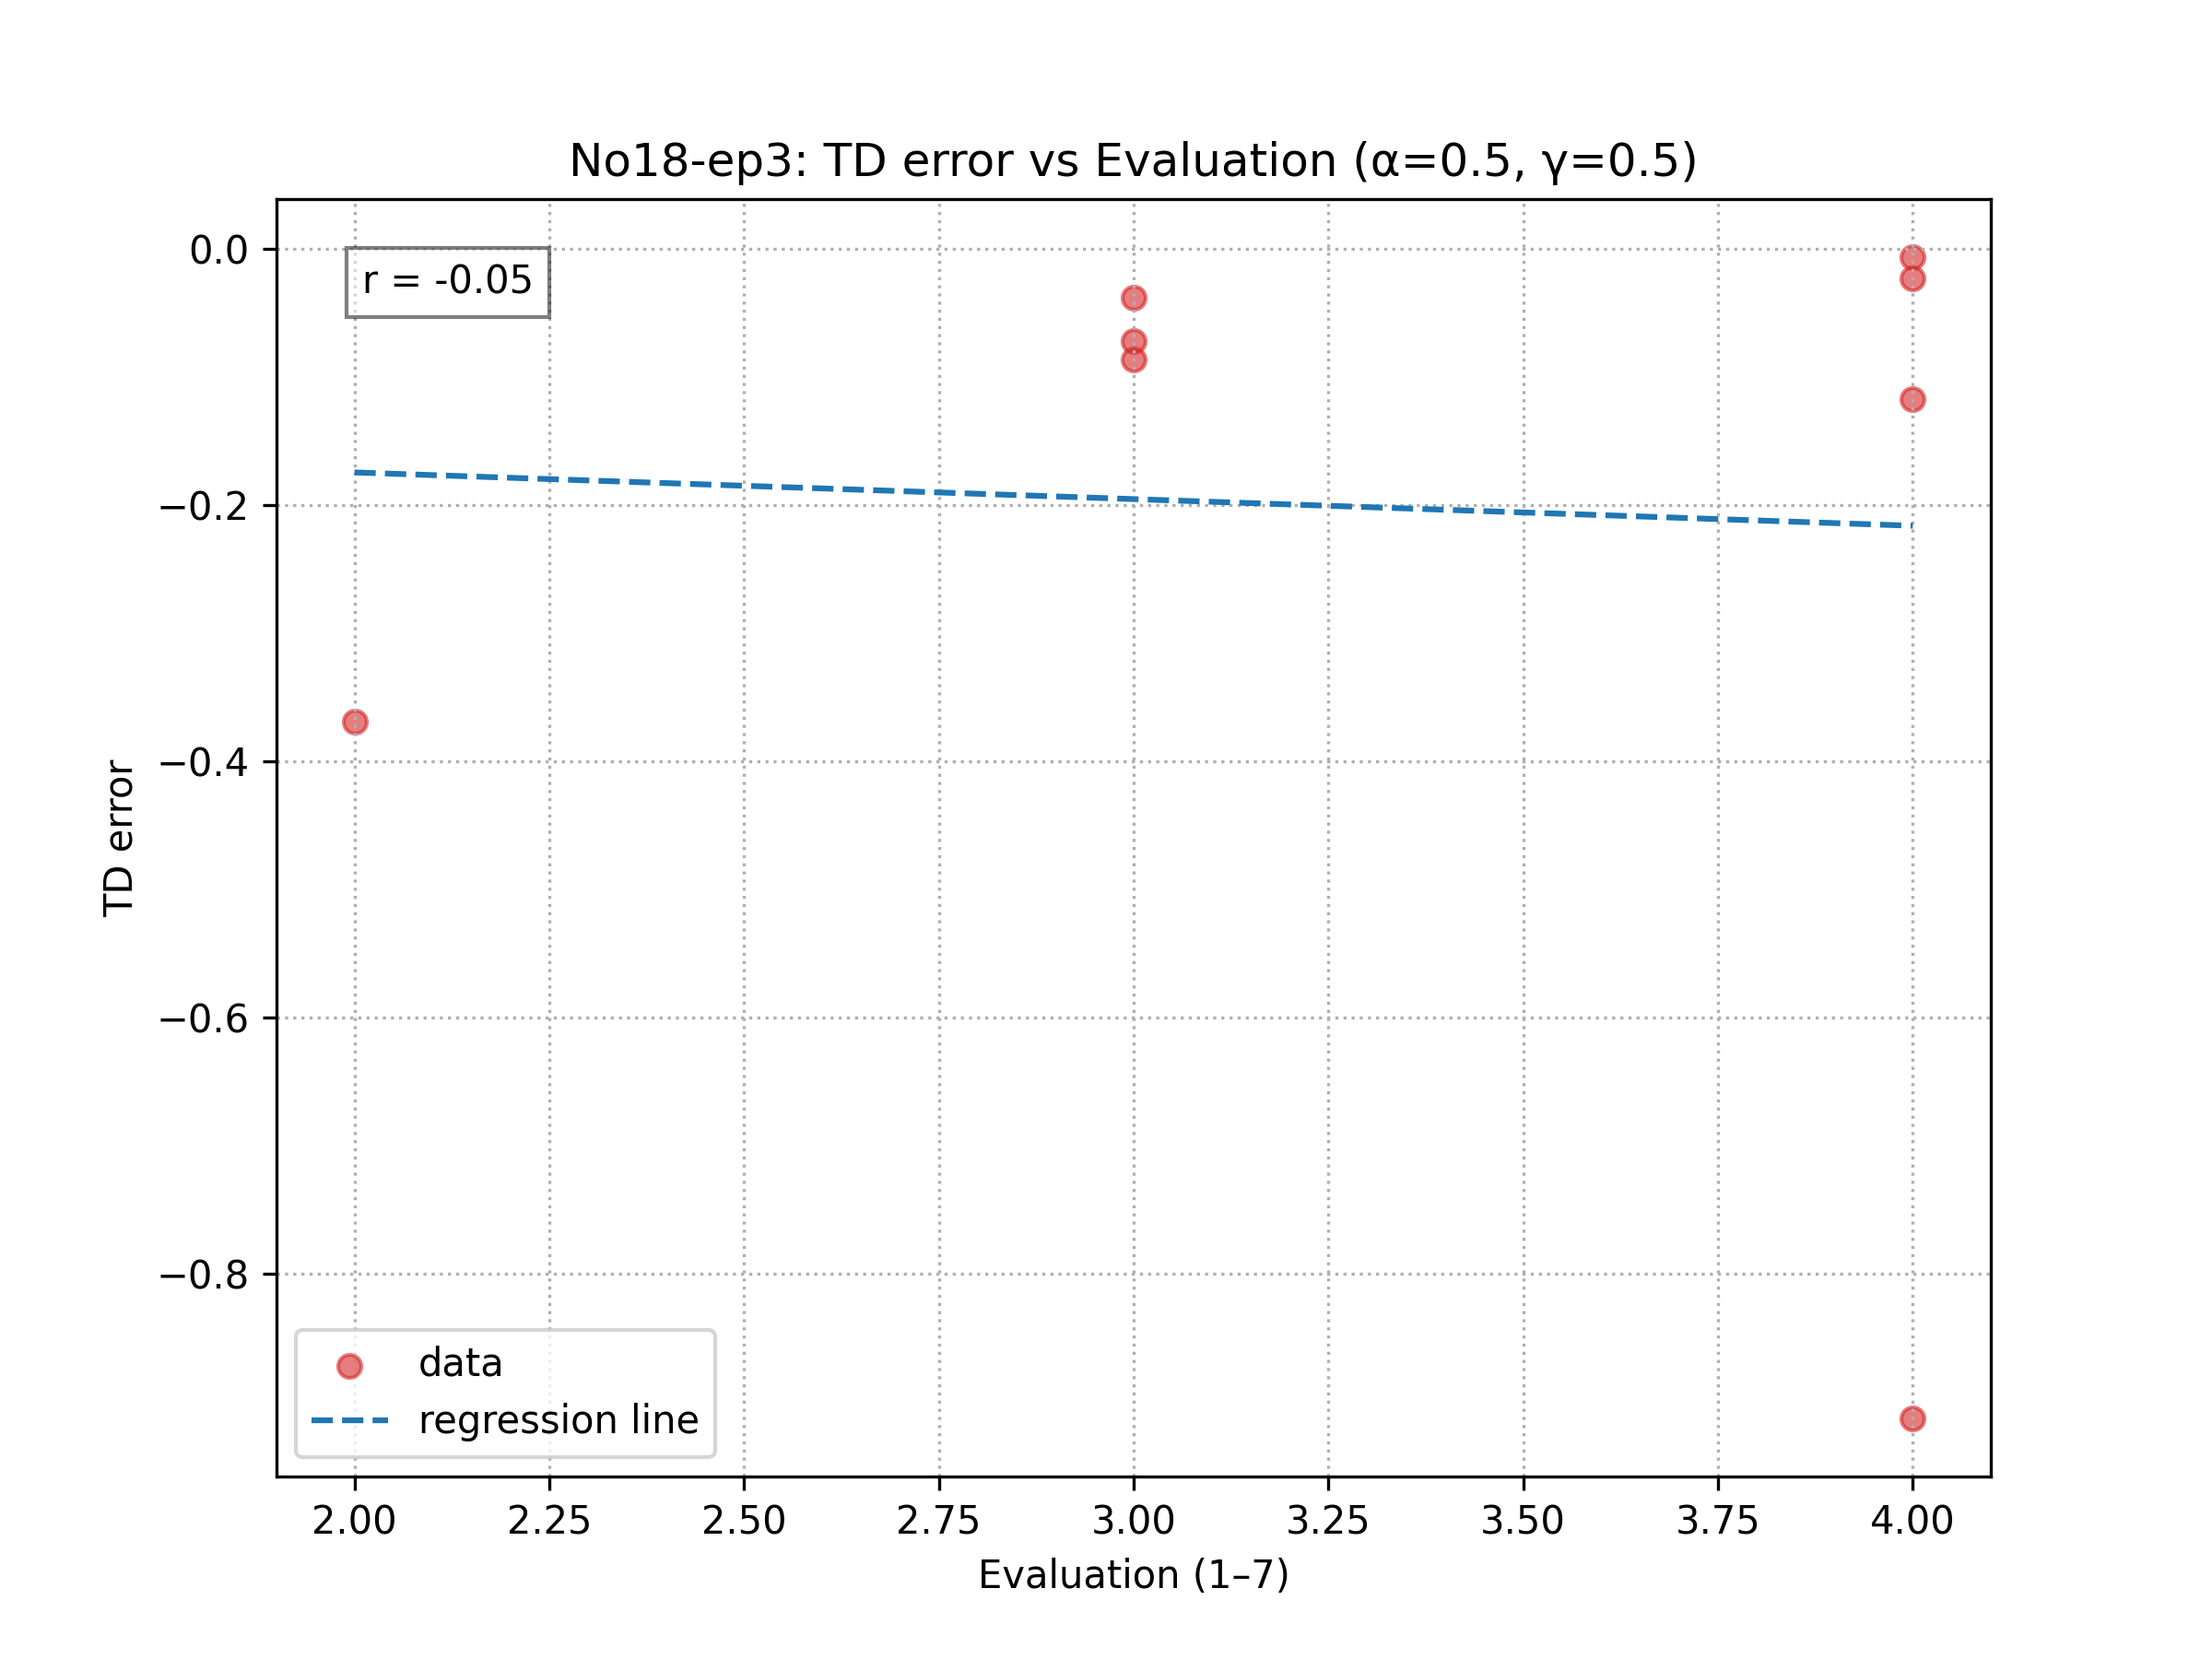 No18-ep3: TD error vs Evaluation (α=0.5, γ=0.5)
r = -0.05
0.0
−0.2
−0.4
−0.6
−0.8
TD error
data
regression line
2.00 2.25 2.50 2.75 3.00 3.25 3.50 3.75 4.00
Evaluation (1–7)